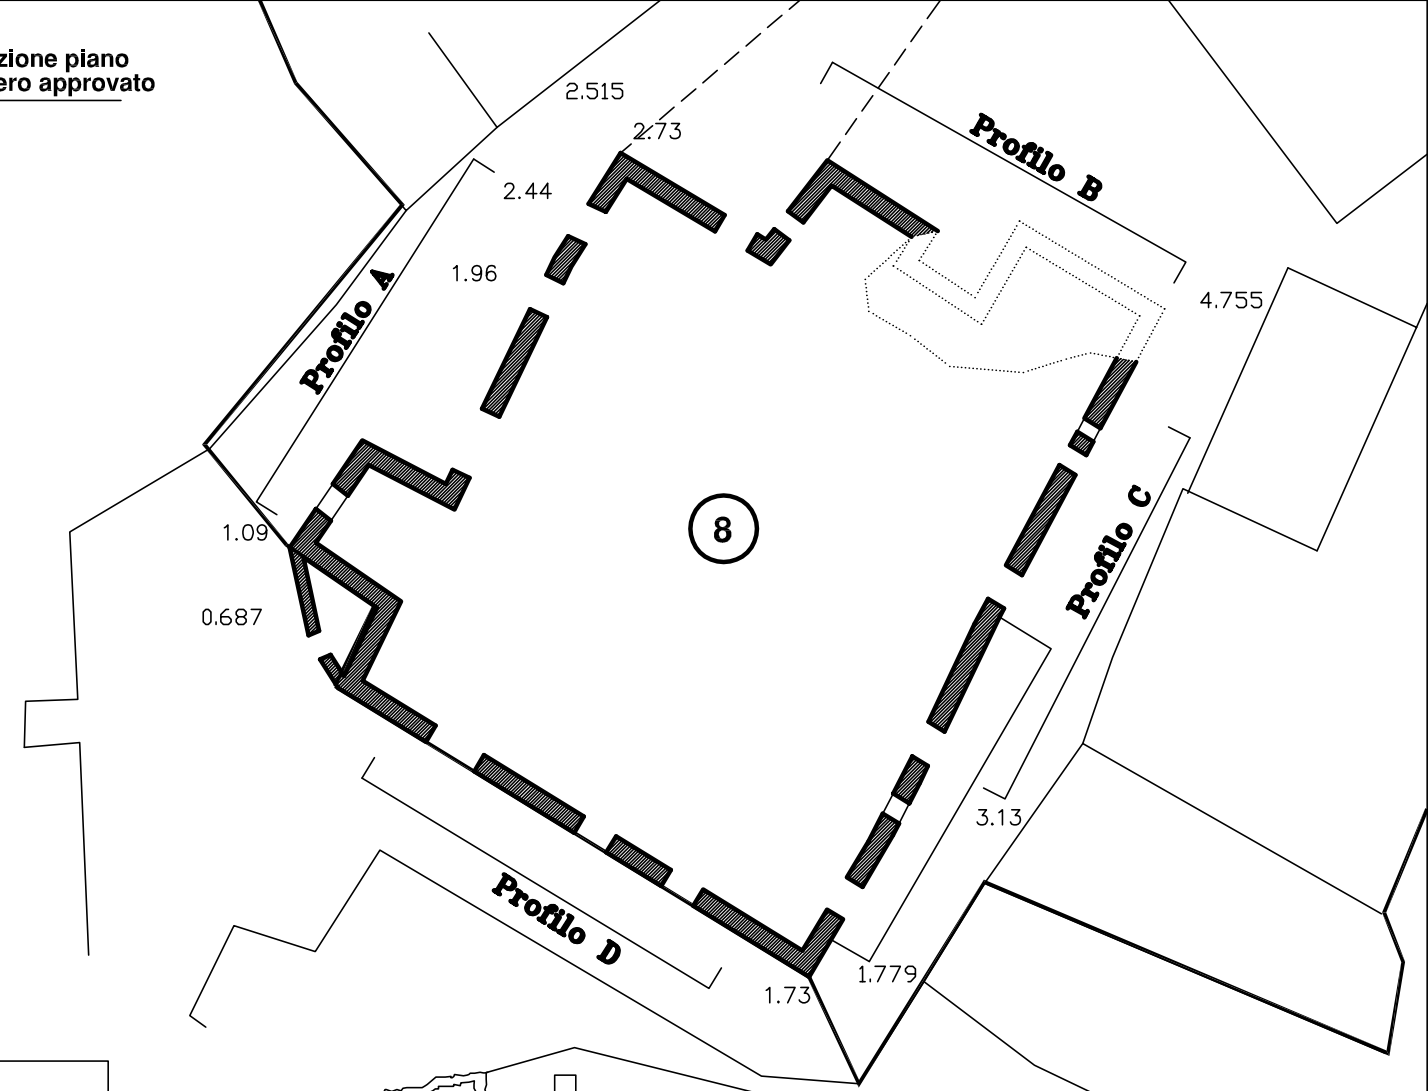 zione piano
ero approvato
2.515
2.73
Profilo B
2.44
1.96
Profilo A
4.755
8
Profilo C
1.09
0.687
3.13
Profilo D
1.779
1.73